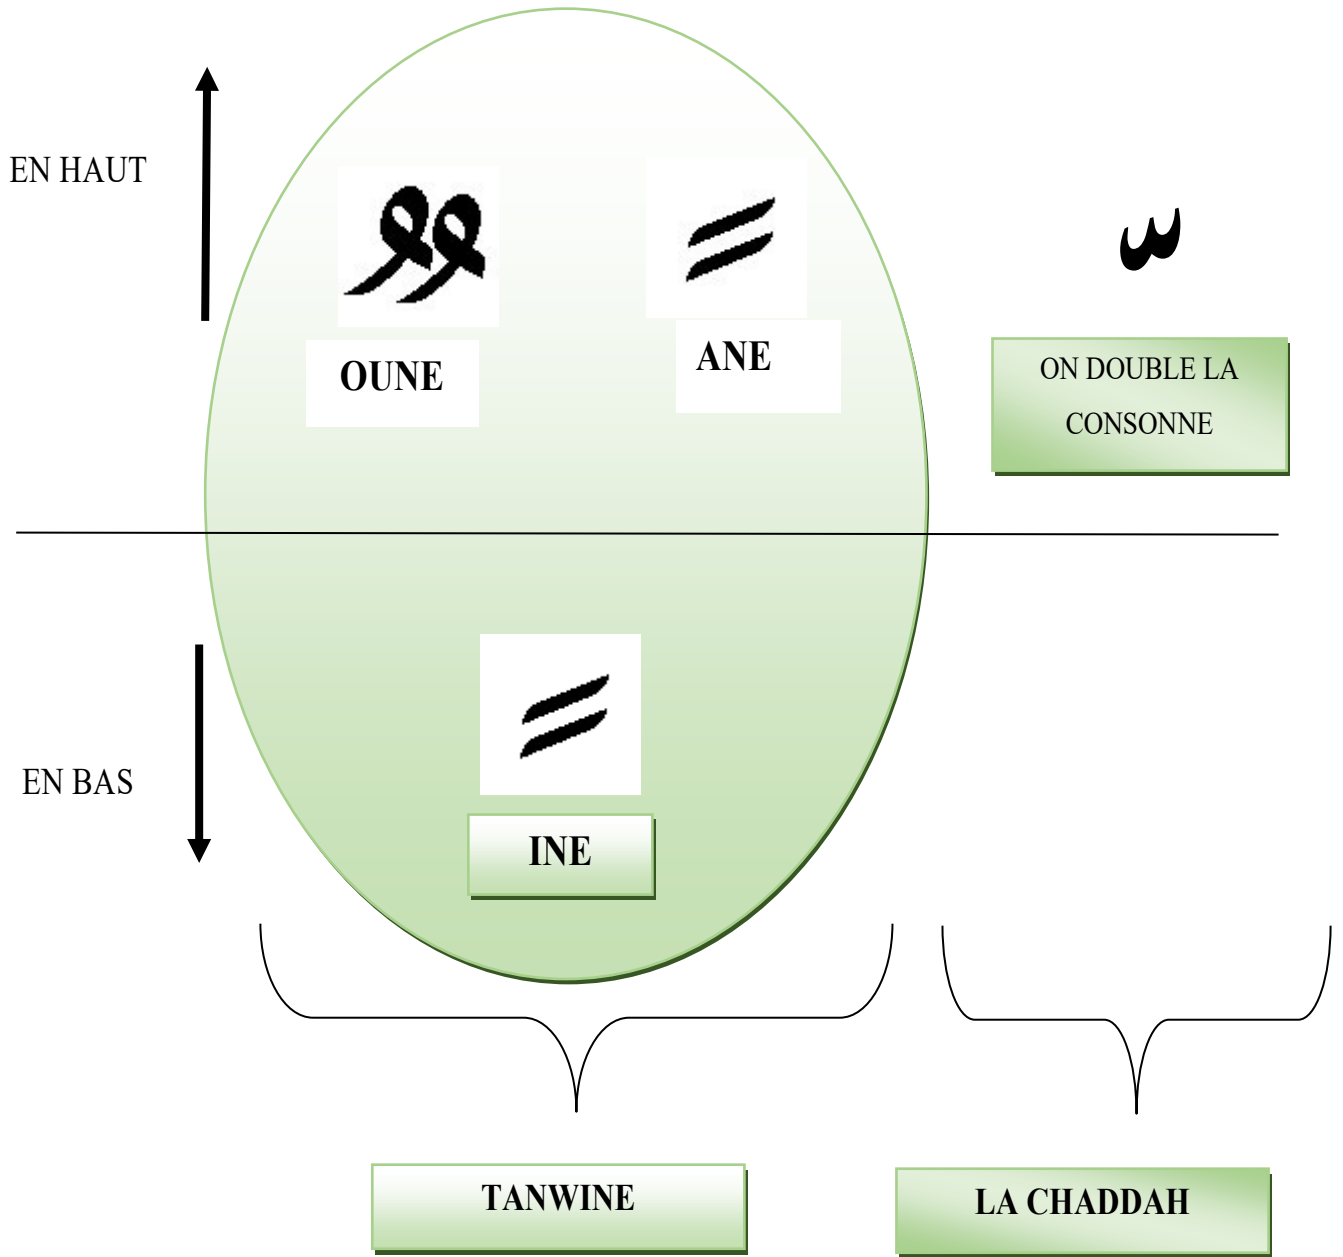 EN HAUT
OUNE
ANE
ON DOUBLE LA
CONSONNE
EN BAS
INE
TANWINE
LA CHADDAH